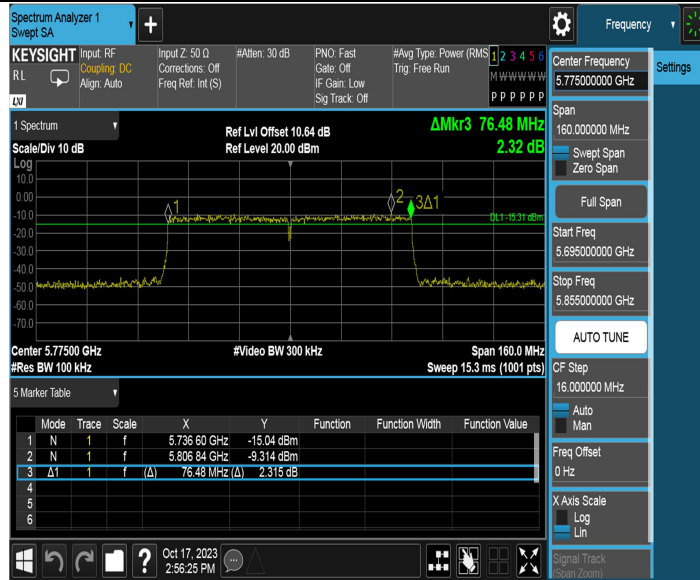 Spectrum Analyzer 1
Swept SA
Frequency
KEYSIGHT
RL
LXI
Input: RF
Coupling: DC
Align: Auto
Input Z: 50 Ω
Corrections: Off
Freq Ref: Int (S)
#Atten: 30 dB
PNO: Fast
Gate: Off
IF Gain: Low
Sig Track: Off
#Avg Type: Power (RMS
Trig: Free Run
1 2 3 4 5 6
M W W W W W
P P P P P P
1 Spectrum
Scale/Div 10 dB
Ref Lvl Offset 10.64 dB
Ref Level 20.00 dBm
ΔMkr3 76.48 MHz
2.32 dB
Log
10.0
0.00
-10.0
-20.0
-30.0
-40.0
-50.0
-60.0
-70.0
1
2
3Δ1
DL1 -15.31 dBm
Center 5.77500 GHz
#Res BW 100 kHz
#Video BW 300 kHz
Span 160.0 MHz
Sweep 15.3 ms (1001 pts)
5 Marker Table
Mode Trace Scale X Y Function Function Width Function Value
1 N 1 f 5.736 60 GHz -15.04 dBm
2 N 1 f 5.806 84 GHz -9.314 dBm
3 Δ1 1 f (Δ) 76.48 MHz (Δ) 2.315 dB
4
5
6
Oct 17, 2023
2:56:25 PM
Center Frequency
5.775000000 GHz
Span
160.000000 MHz
Swept Span
Zero Span
Full Span
Start Freq
5.695000000 GHz
Stop Freq
5.855000000 GHz
AUTO TUNE
CF Step
16.000000 MHz
Auto
Man
Freq Offset
0 Hz
X Axis Scale
Log
Lin
Signal Track
(Span Zoom)
Settings